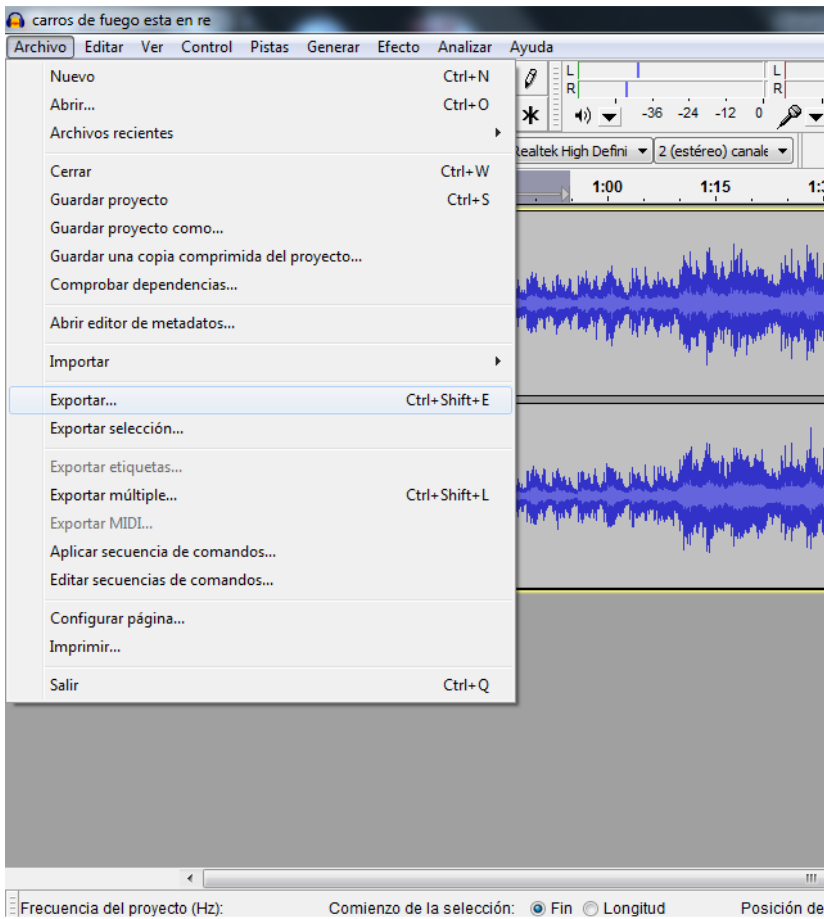 carros de fuego esta en re
Archivo Editar Ver Control Pistas Generar Efecto Analizar Ayuda
Nuevo Ctrl+N
Abrir... Ctrl+O
Archivos recientes
Cerrar Ctrl+W
Guardar proyecto Ctrl+S
Guardar proyecto como...
Guardar una copia comprimida del proyecto...
Comprobar dependencias...
Abrir editor de metadatos...
Importar
Exportar... Ctrl+Shift+E
Exportar selección...
Exportar etiquetas...
Exportar múltiple... Ctrl+Shift+L
Exportar MIDI...
Aplicar secuencia de comandos...
Editar secuencias de comandos...
Configurar página...
Imprimir...
Salir Ctrl+Q
L L
R R
-36 -24 -12 0
Realtek High Defini 2 (estéreo) canale
1:00 1:15
Frecuencia del proyecto (Hz): Comienzo de la selección: Fin Longitud Posición de